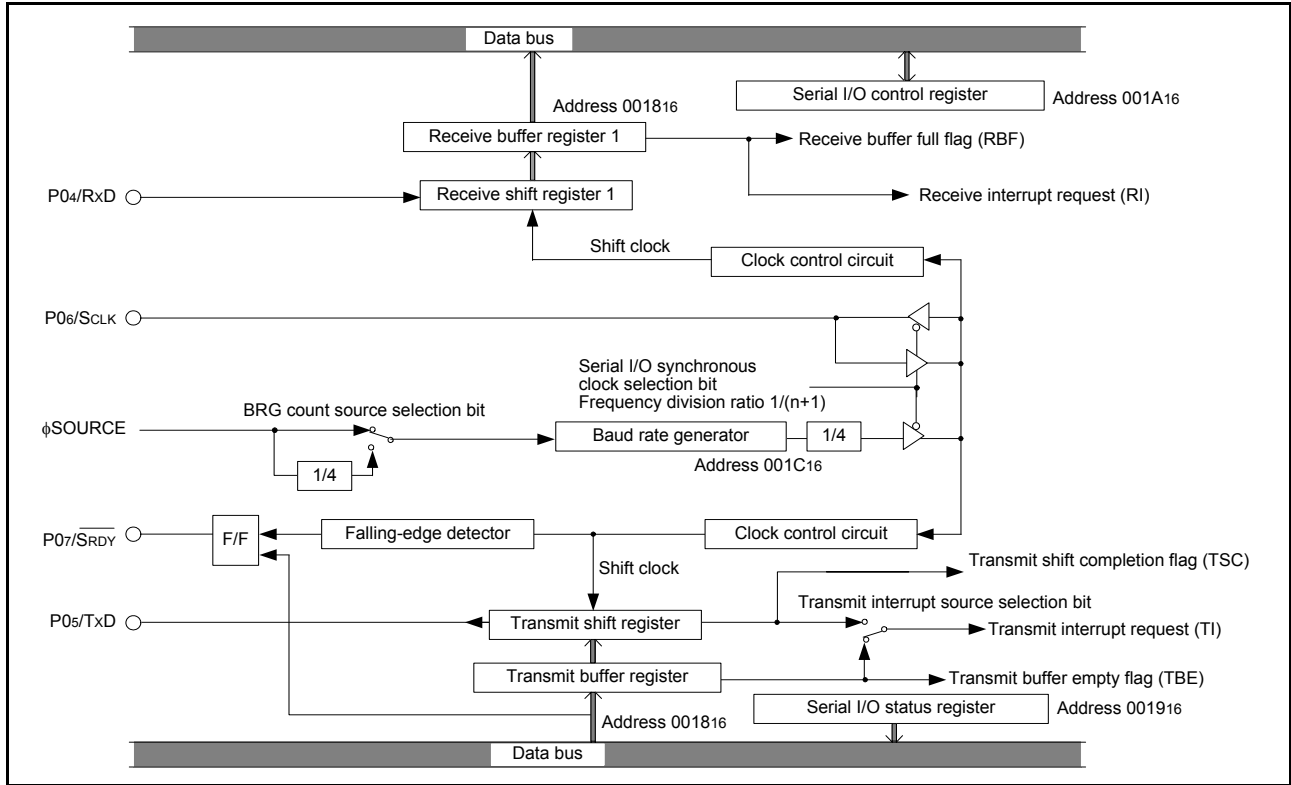 Data bus
Serial I/O control register
Address 001A16
Address 001816
Receive buffer register 1
Receive buffer full flag (RBF)
P04/RxD
Receive shift register 1
Receive interrupt request (RI)
Shift clock
Clock control circuit
P06/SCLK
Serial I/O synchronous
clock selection bit
Frequency division ratio 1/(n+1)
BRG count source selection bit
φSOURCE
Baud rate generator
1/4
Address 001C16
1/4
P07/SRDY
F/F
Falling-edge detector
Clock control circuit
Shift clock
Transmit shift completion flag (TSC)
Transmit interrupt source selection bit
P05/TxD
Transmit shift register
Transmit interrupt request (TI)
Transmit buffer register
Transmit buffer empty flag (TBE)
Address 001816
Serial I/O status register
Address 001916
Data bus